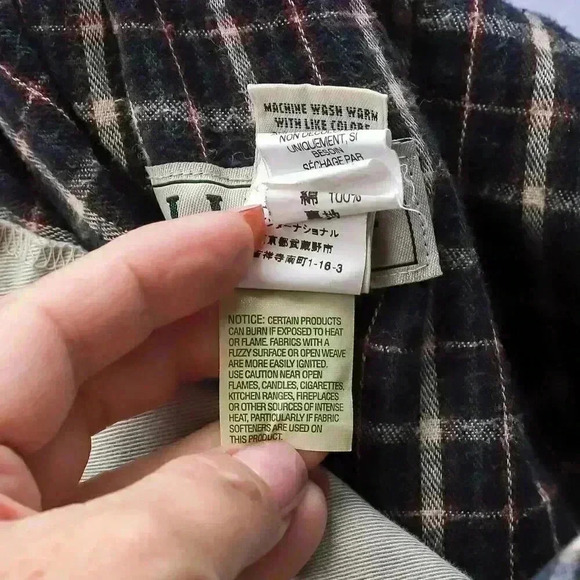 MACHINE WASH WARM
WITH LIKE COLORS
UNIQUEMENT, SI
BESOIN
SÉCHAGE PAR
綿 100%
ターナショナル
京都武蔵野市
祥寺南町1-16-3
NOTICE: CERTAIN PRODUCTS
CAN BURN IF EXPOSED TO HEAT
OR FLAME. FABRICS WITH A
FUZZY SURFACE OR OPEN WEAVE
ARE MORE EASILY IGNITED.
USE CAUTION NEAR OPEN
FLAMES, CANDLES, CIGARETTES,
KITCHEN RANGES, FIREPLACES
OR OTHER SOURCES OF INTENSE
HEAT, PARTICULARLY IF FABRIC
SOFTENERS ARE USED ON
THIS PRODUCT.